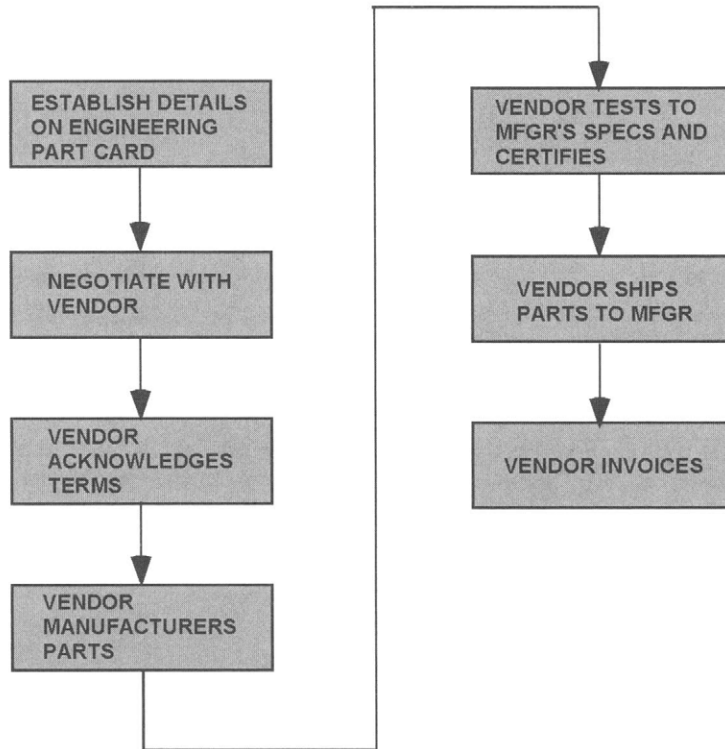 ESTABLISH DETAILS
ON ENGINEERING
PART CARD
NEGOTIATE WITH
VENDOR
VENDOR
ACKNOWLEDGES
TERMS
VENDOR
MANUFACTURERS
PARTS
VENDOR TESTS TO
MFGR'S SPECS AND
CERTIFIES
VENDOR SHIPS
PARTS TO MFGR
VENDOR INVOICES